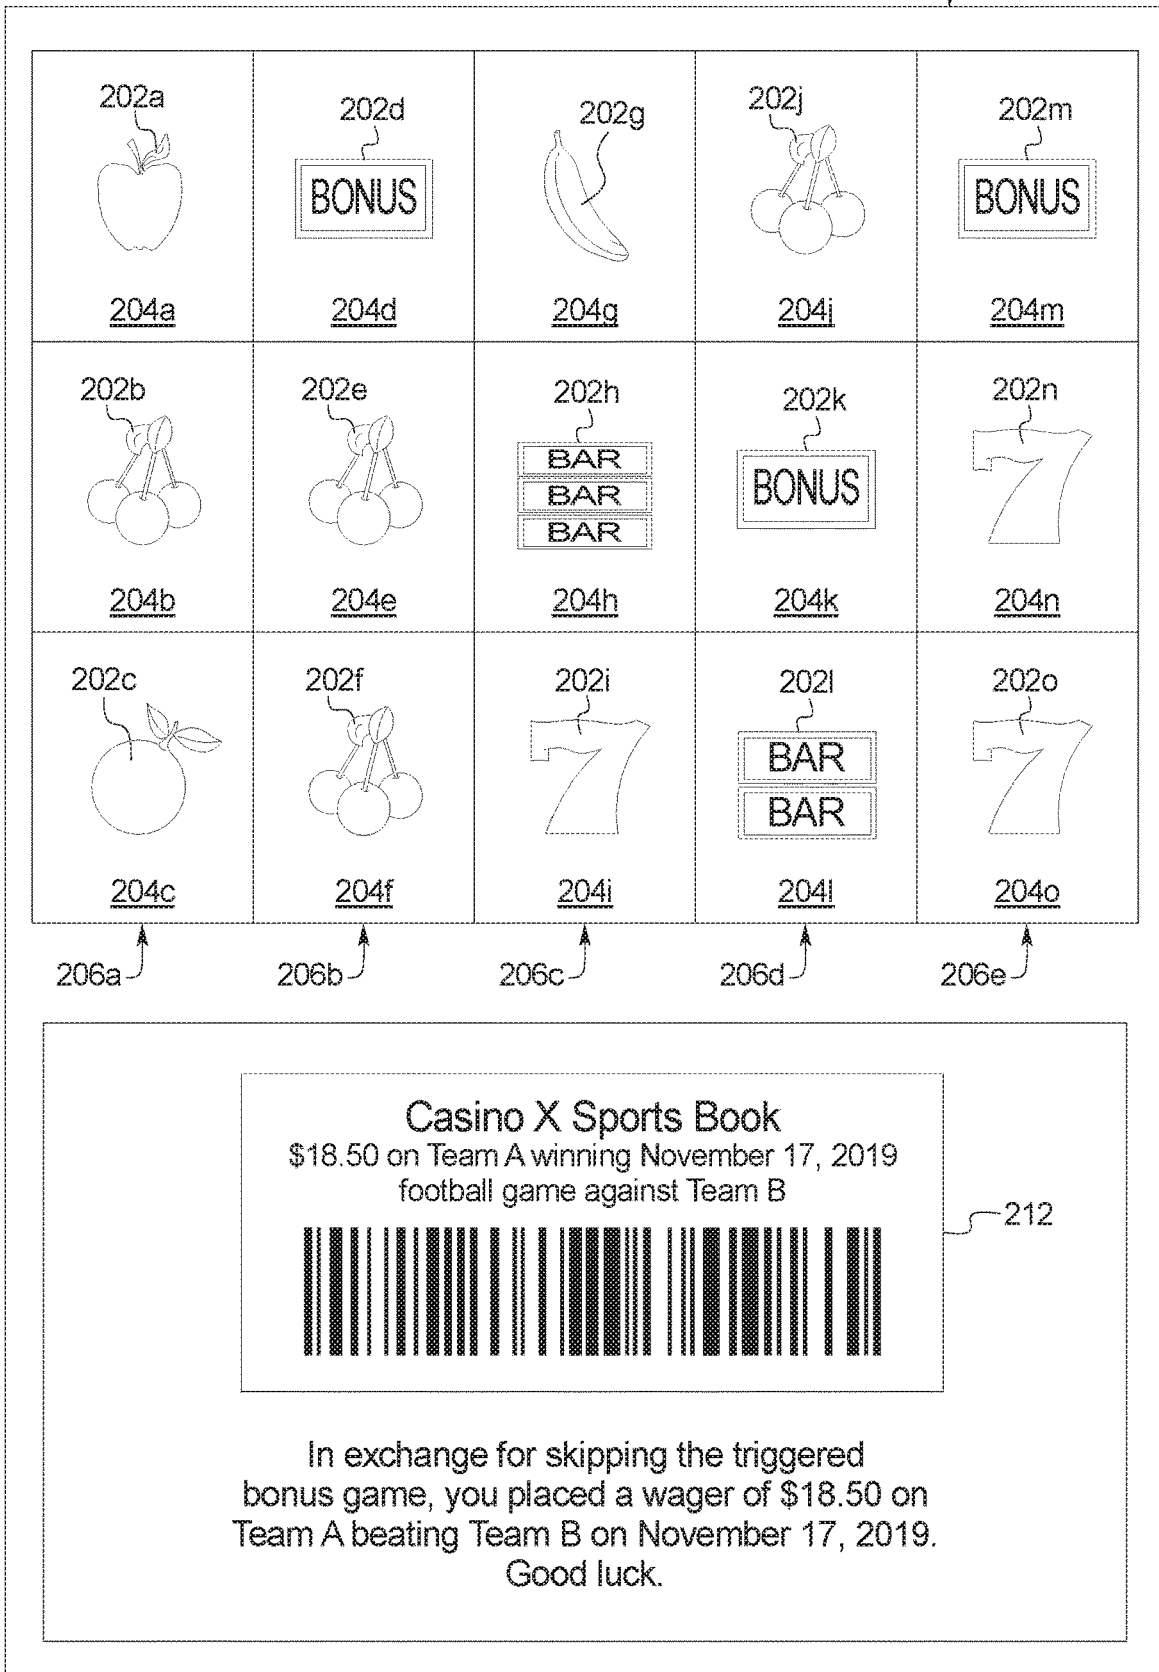 202a 202d 202g 202j 202m
BONUS BONUS
204a 204d 204g 204j 204m
202b 202e 202h 202k 202n
BAR
BAR
BAR
BONUS
7
204b 204e 204h 204k 204n
202c 202f 202i 202l 202o
7
BAR
BAR
7
204c 204f 204i 204l 204o
206a 206b 206c 206d 206e
Casino X Sports Book
$18.50 on Team A winning November 17, 2019
football game against Team B
212
In exchange for skipping the triggered
bonus game, you placed a wager of $18.50 on
Team A beating Team B on November 17, 2019.
Good luck.